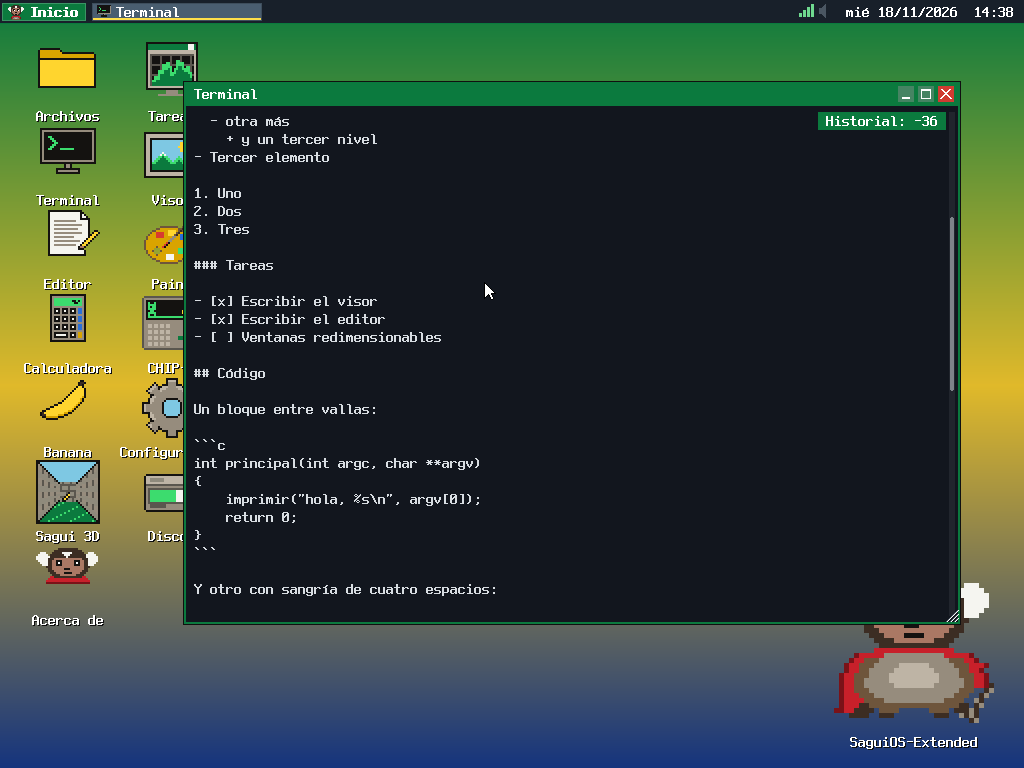 Inicio
Terminal
mié 18/11/2026 14:38
Archivos
Terminal
Editor
Calculadora
Banana
Sagui 3D
Acerca de
Terminal
Historial: -36
- otra más
+ y un tercer nivel
- Tercer elemento
1. Uno
2. Dos
3. Tres
### Tareas
- [x] Escribir el visor
- [x] Escribir el editor
- [ ] Ventanas redimensionables
## Código
Un bloque entre vallas:
```c
int principal(int argc, char **argv)
{
imprimir("hola, %s\n", argv[0]);
return 0;
}
```
Y otro con sangría de cuatro espacios:
SaguiOS-Extended